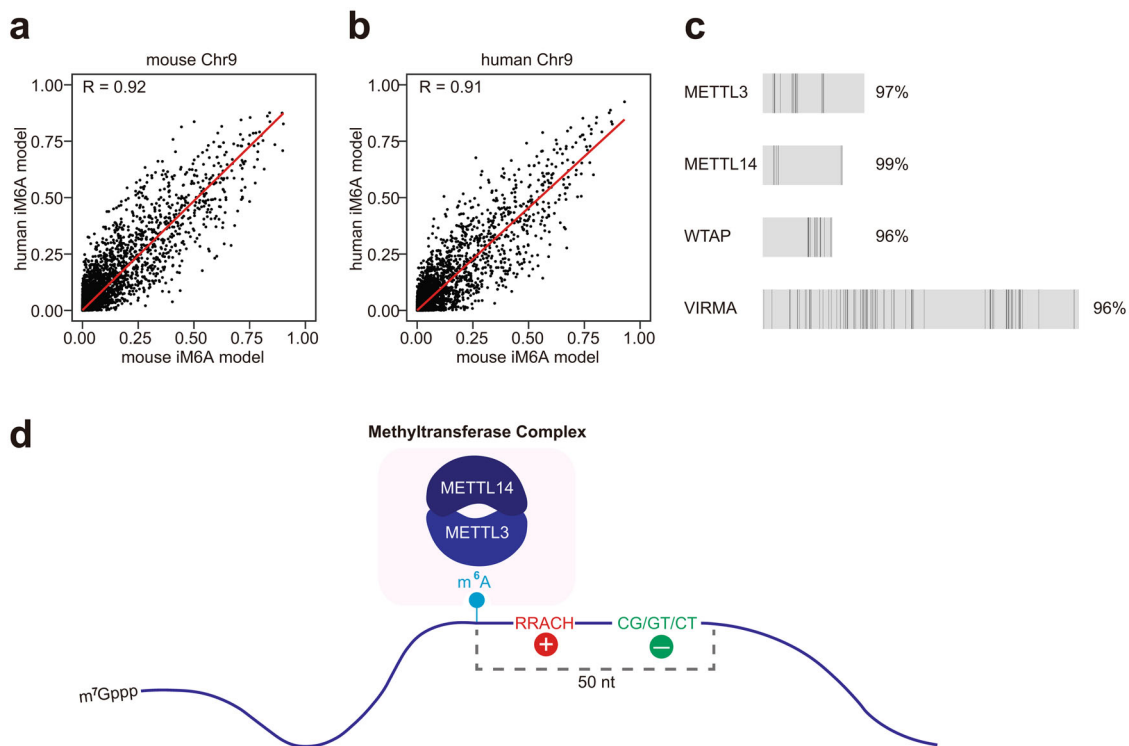 a
mouse Chr9
R = 0.92
1.00
0.75
0.50
0.25
0.00
human iM6A model
0.00 0.25 0.50 0.75 1.00
mouse iM6A model
b
human Chr9
R = 0.91
1.00
0.75
0.50
0.25
0.00
human iM6A model
0.00 0.25 0.50 0.75 1.00
mouse iM6A model
c
METTL3 97%
METTL14 99%
WTAP 96%
VIRMA 96%
d
Methyltransferase Complex
METTL14
METTL3
m⁶A
RRACH CG/GT/CT
+ −
50 nt
m⁷Gppp